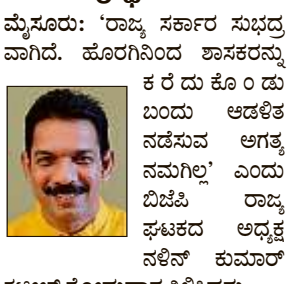 ಮೈಸೂರು: ‘ರಾಜ್ಯ ಸರ್ಕಾರ ಸುಭದ್ರ
ವಾಗಿದೆ. ಹೊರಗಿನಿಂದ ಶಾಸಕರನ್ನು
ಕರೆದುಕೊಂಡು
ಬಂದು ಆಡಳಿತ
ನಡೆಸುವ ಅಗತ್ಯ
ನಮಗಿಲ್ಲ’ ಎಂದು
ಬಿಜೆಪಿ ರಾಜ್ಯ
ಘಟಕದ ಅಧ್ಯಕ್ಷ
ನಳಿನ್ ಕುಮಾರ್